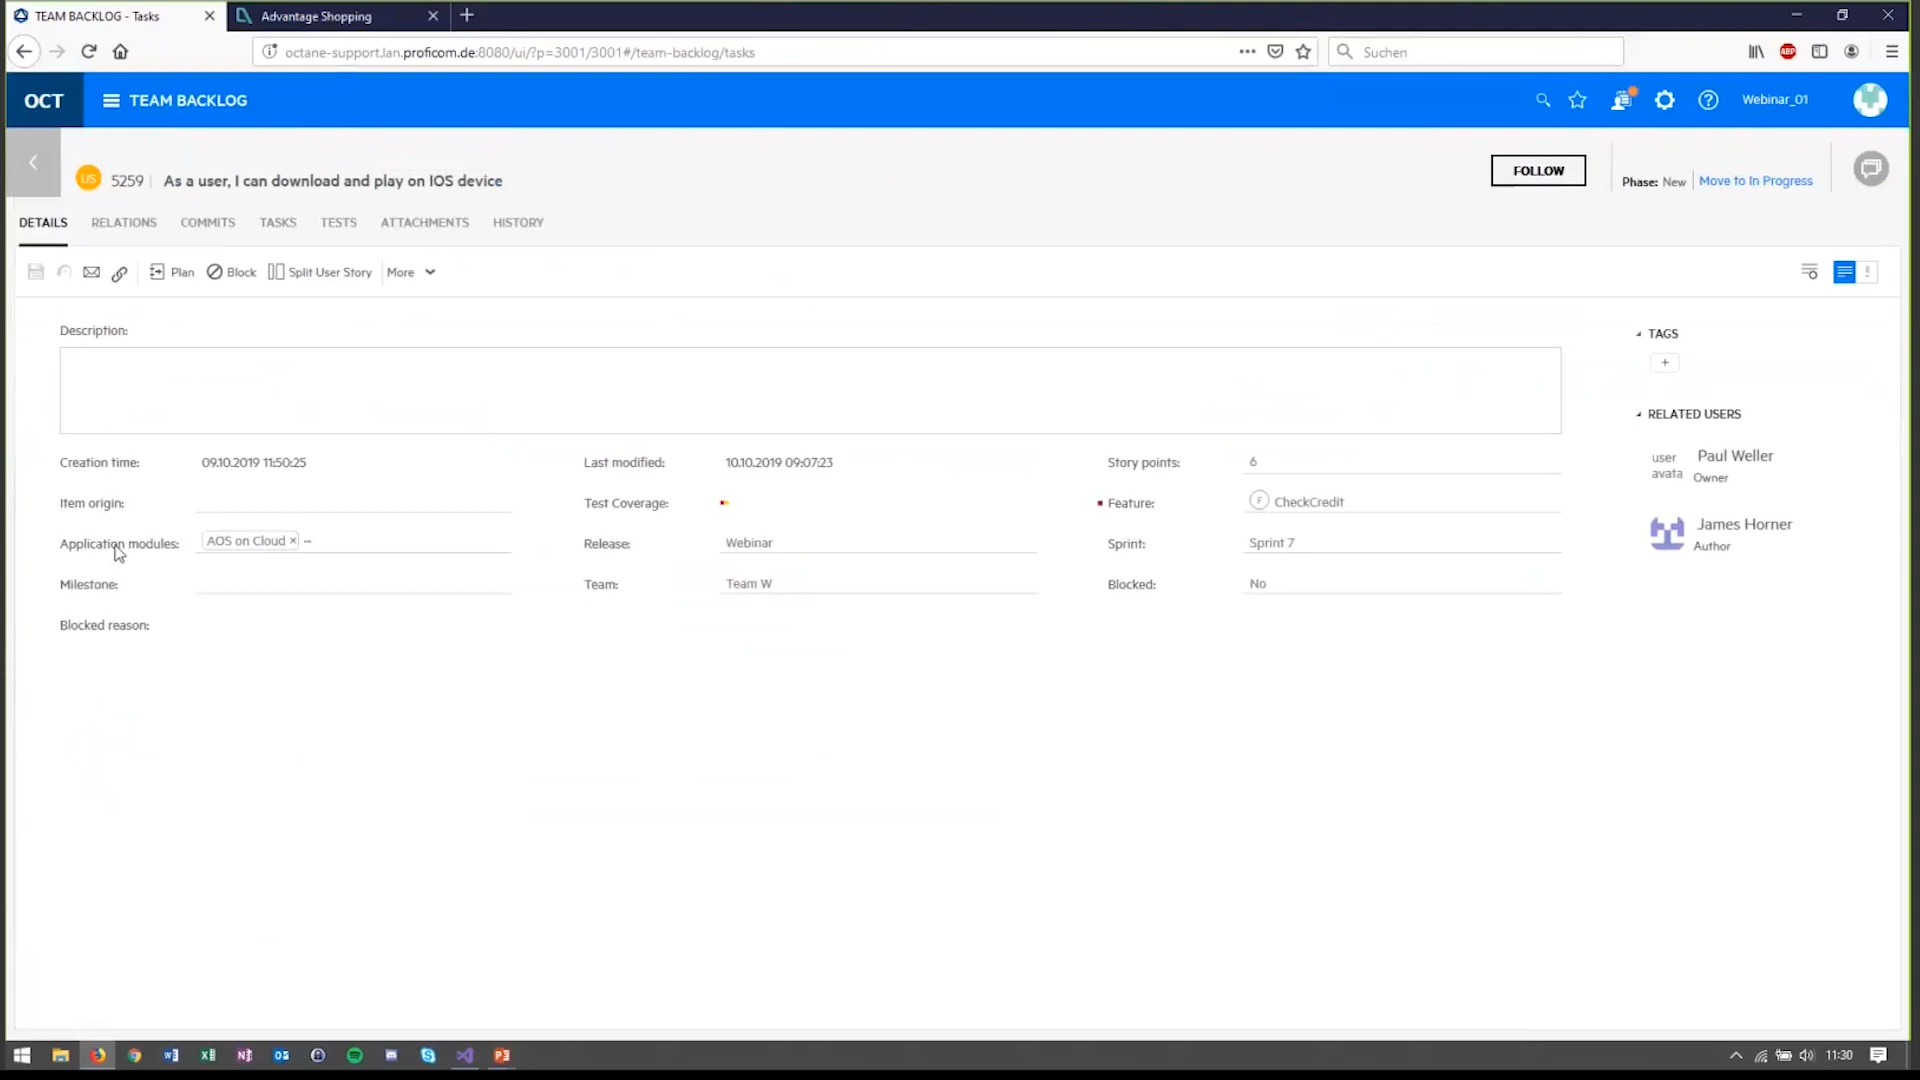 TEAM BACKLOG - Tasks
Advantage Shopping
octane-support.lan.proficom.de:8080/ui/?p=3001/3001#/team-backlog/tasks
Suchen
ABP
OCT
TEAM BACKLOG
Webinar_01
US 5259 As a user, I can download and play on IOS device
FOLLOW
Phase: New
Move to In Progress
DETAILS
RELATIONS
COMMITS
TASKS
TESTS
ATTACHMENTS
HISTORY
Plan
Block
Split User Story
More
Description:
TAGS
+
RELATED USERS
user avata
Paul Weller
Owner
James Horner
Author
Creation time: 09.10.2019 11:50:25
Last modified: 10.10.2019 09:07:23
Story points: 6
Item origin:
Test Coverage:
Feature: F CheckCredit
Application modules: AOS on Cloud × –
Release: Webinar
Sprint: Sprint 7
Milestone:
Team: Team W
Blocked: No
Blocked reason:
11:30